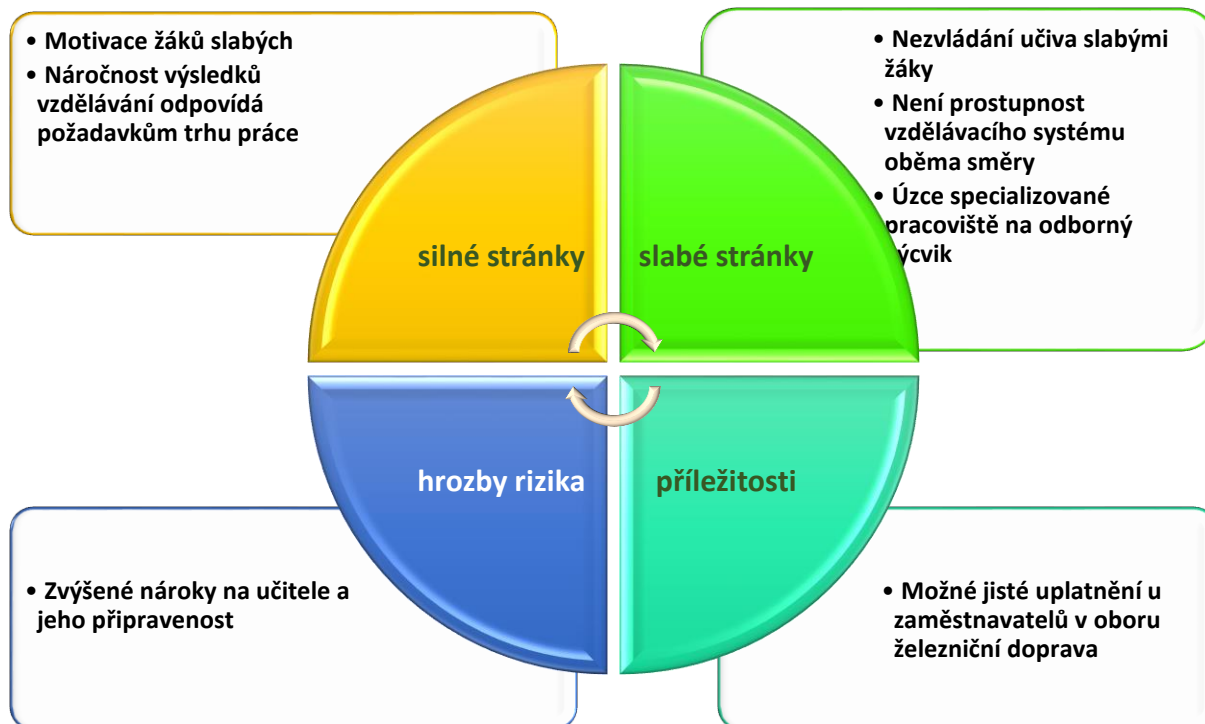 • Motivace žáků slabých
• Náročnost výsledků
vzdělávání odpovídá
požadavkům trhu práce
• Nezvládání učiva slabými
žáky
• Není prostupnost
vzdělávacího systému
oběma směry
• Úzce specializované
pracoviště na odborný
ýcvik
silné stránky
slabé stránky
hrozby rizika
příležitosti
• Zvýšené nároky na učitele a
jeho připravenost
• Možné jisté uplatnění u
zaměstnavatelů v oboru
železniční doprava